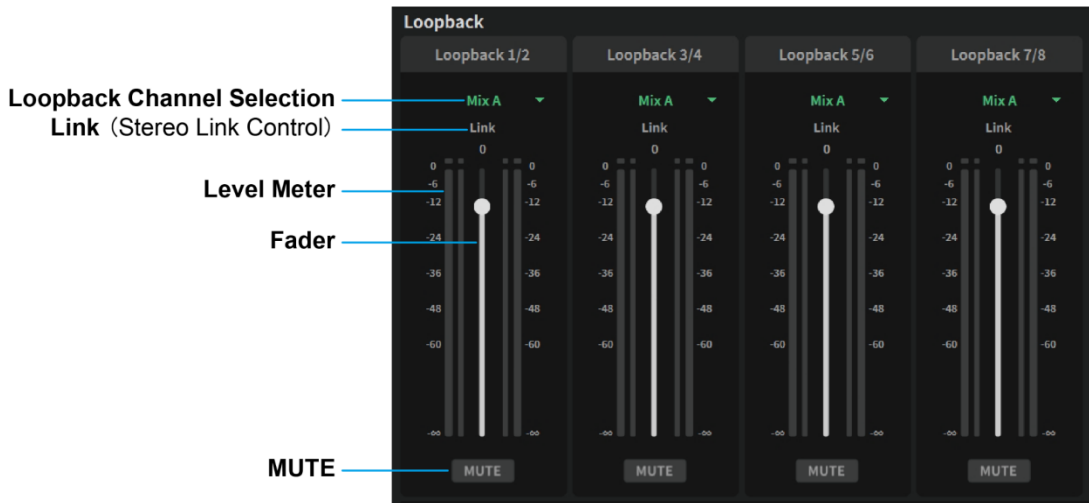 Loopback
Loopback 1/2 Loopback 3/4 Loopback 5/6 Loopback 7/8
Loopback Channel Selection Mix A Mix A Mix A Mix A
Link（Stereo Link Control） Link Link Link Link
0 0 0 0
0 0 0 0 0 0 0 0
-6 -6 -6 -6 -6 -6 -6 -6
Level Meter
-12 -12 -12 -12 -12 -12 -12 -12
Fader -24 -24 -24 -24 -24 -24 -24 -24
-36 -36 -36 -36 -36 -36 -36 -36
-48 -48 -48 -48 -48 -48 -48 -48
-60 -60 -60 -60 -60 -60 -60 -60
-∞ -∞ -∞ -∞ -∞ -∞ -∞ -∞
MUTE MUTE MUTE MUTE MUTE